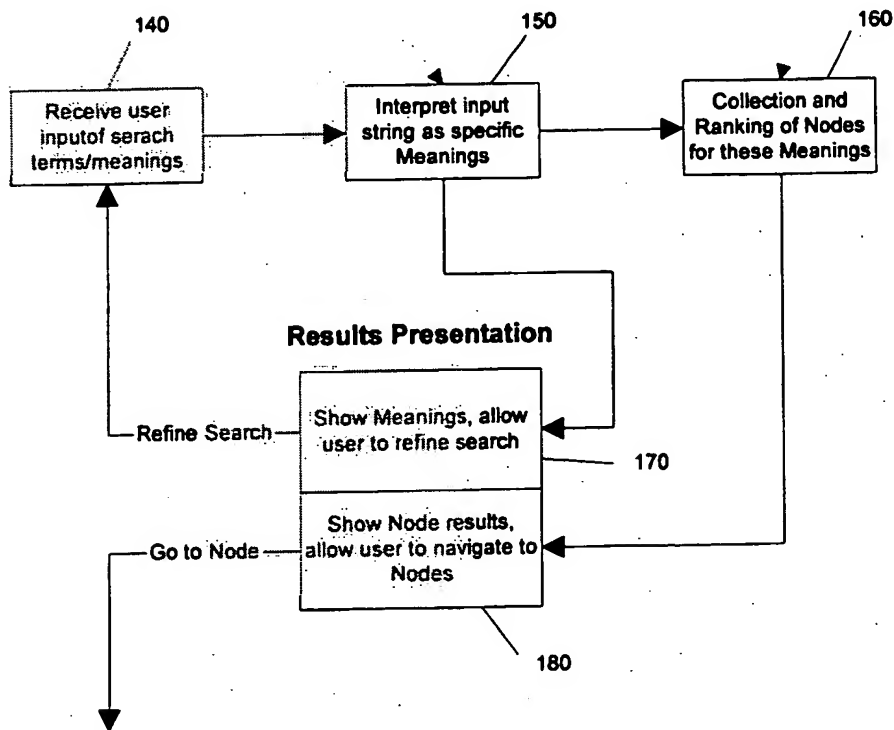 140
150
160
Receive user
inputof serach
terms/meanings
Interpret input
string as specific
Meanings
Collection and
Ranking of Nodes
for these Meanings
Results Presentation
Refine Search
Show Meanings, allow
user to refine search
170
Go to Node
Show Node results,
allow user to navigate to
Nodes
180